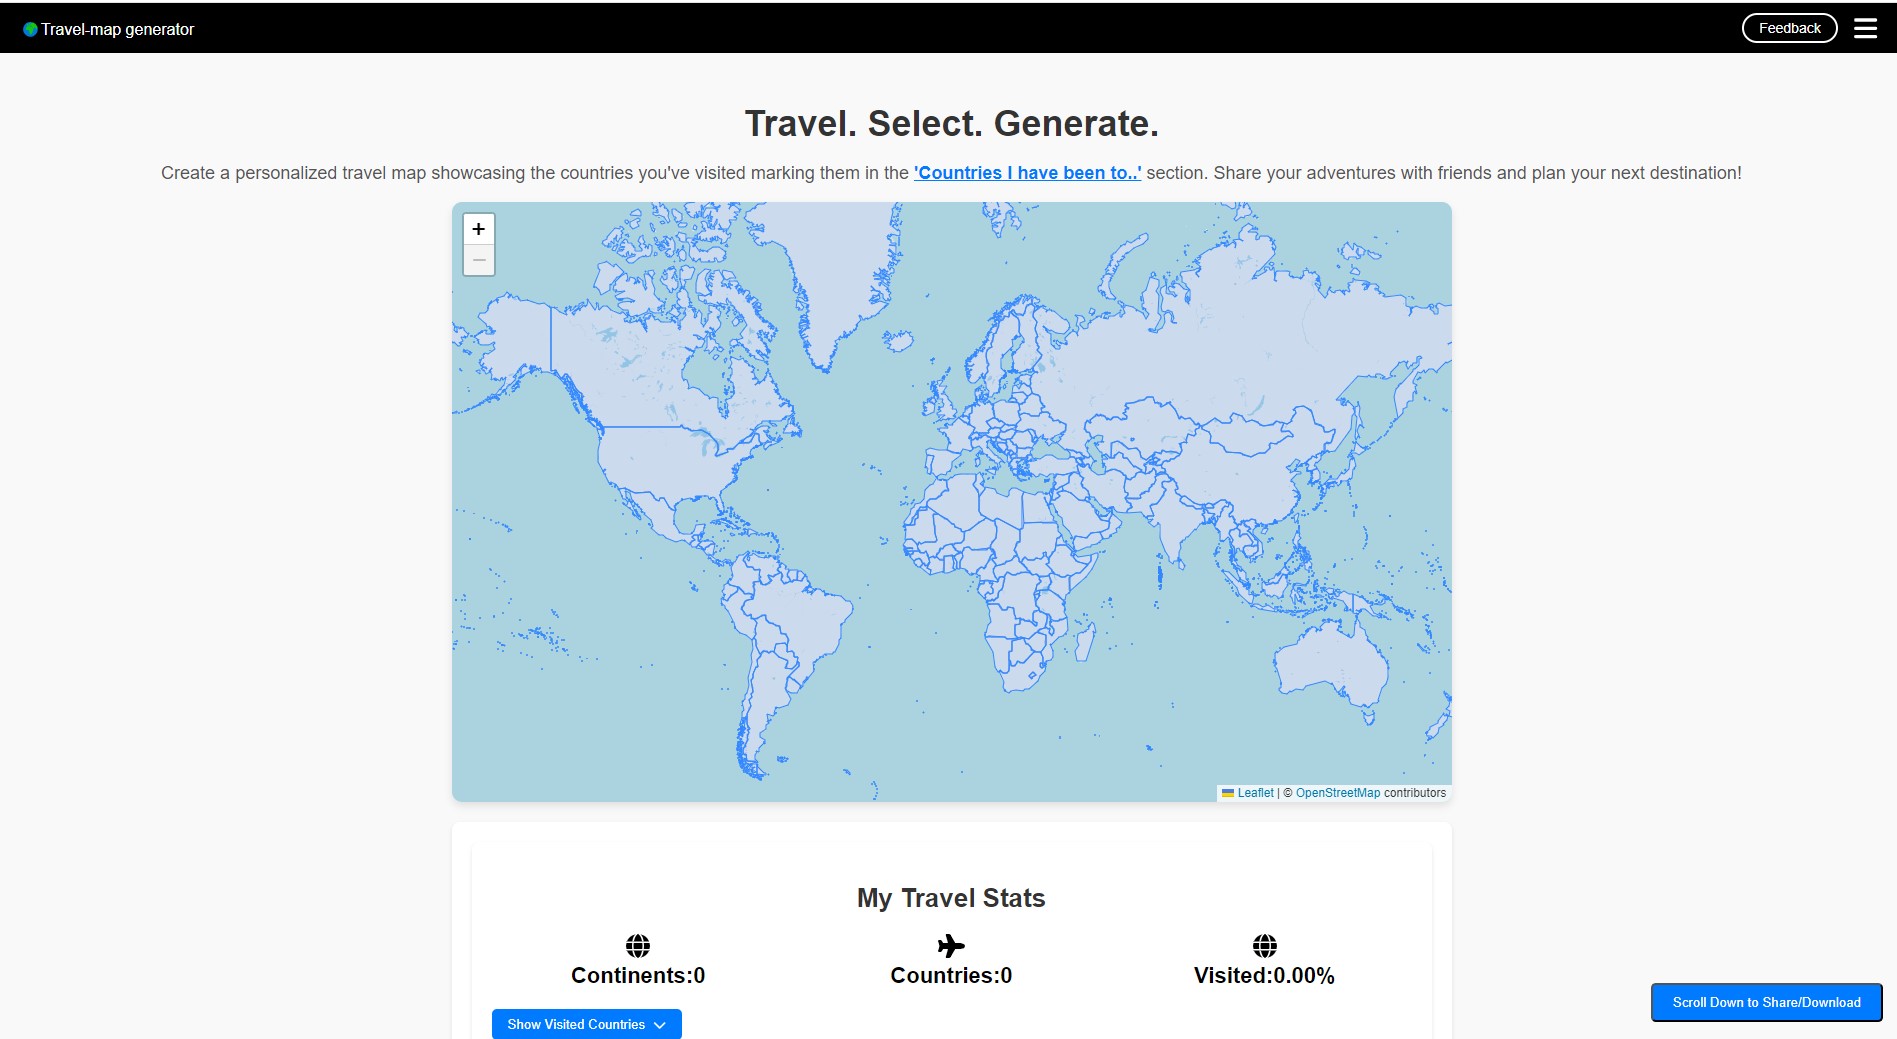 Travel-map generator
Feedback
Travel. Select. Generate.
Create a personalized travel map showcasing the countries you've visited marking them in the 'Countries I have been to..' section. Share your adventures with friends and plan your next destination!
+
−
Leaflet | © OpenStreetMap contributors
My Travel Stats
Continents:0
Countries:0
Visited:0.00%
Show Visited Countries
Scroll Down to Share/Download